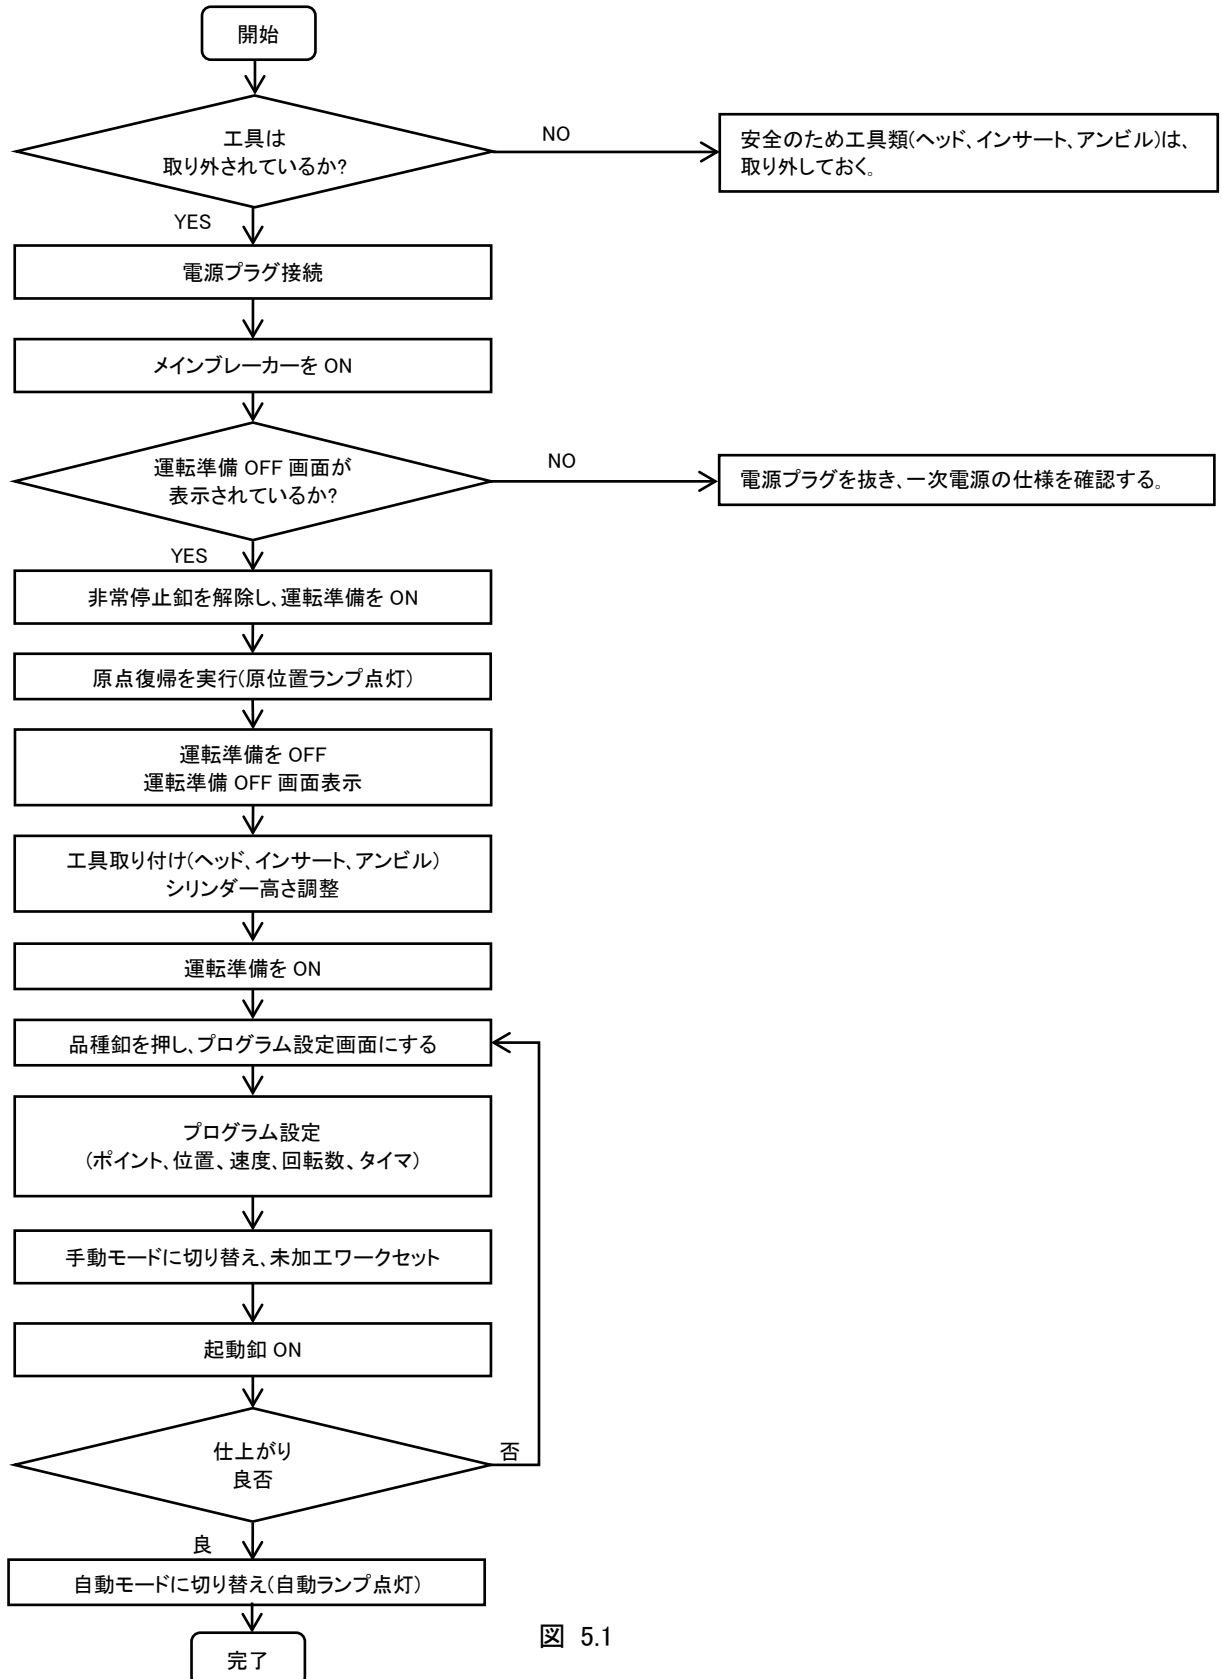 開始
工具は
取り外されているか?
NO
安全のため工具類(ヘッド、インサート、アンビル)は、
取り外しておく。
YES
電源プラグ接続
メインブレーカーを ON
運転準備 OFF 画面が
表示されているか?
NO
電源プラグを抜き、一次電源の仕様を確認する。
YES
非常停止釦を解除し、運転準備を ON
原点復帰を実行(原位置ランプ点灯)
運転準備を OFF
運転準備 OFF 画面表示
工具取り付け(ヘッド、インサート、アンビル)
シリンダー高さ調整
運転準備を ON
品種釦を押し、プログラム設定画面にする
プログラム設定
(ポイント、位置、速度、回転数、タイマ)
手動モードに切り替え、未加工ワークセット
起動釦 ON
仕上がり
良否
否
良
自動モードに切り替え(自動ランプ点灯)
図 5.1
完了